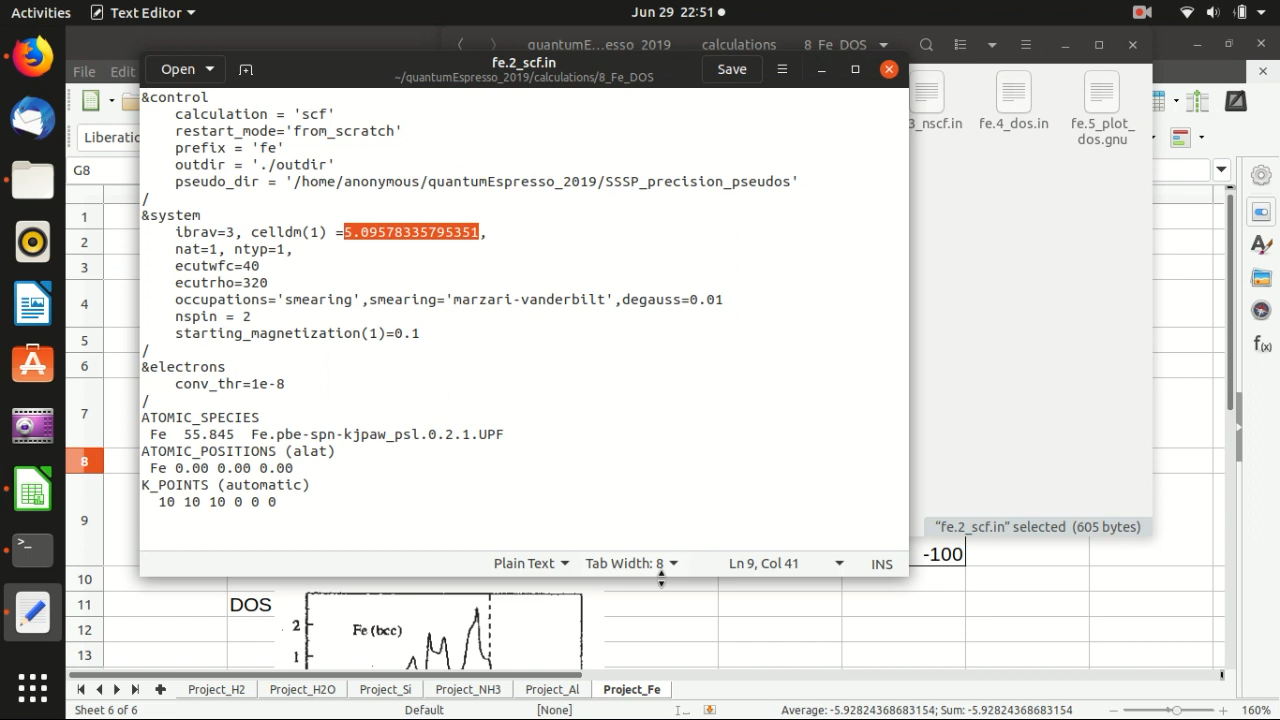 Activities
Text Editor
Jun 29 22:51
quantumE...esso_2019
calculations
8_Fe_DOS
File
Edit
Open
fe.2_scf.in
~/quantumEspresso_2019/calculations/8_Fe_DOS
Save
&control
calculation = 'scf'
restart_mode='from_scratch'
prefix = 'fe'
outdir = './outdir'
pseudo_dir = '/home/anonymous/quantumEspresso_2019/SSSP_precision_pseudos'
/
&system
ibrav=3, celldm(1) =5.09578335795351,
nat=1, ntyp=1,
ecutwfc=40
ecutrho=320
occupations='smearing',smearing='marzari-vanderbilt',degauss=0.01
nspin = 2
starting_magnetization(1)=0.1
/
&electrons
conv_thr=1e-8
/
ATOMIC_SPECIES
Fe 55.845 Fe.pbe-spn-kjpaw_psl.0.2.1.UPF
ATOMIC_POSITIONS (alat)
Fe 0.00 0.00 0.00
K_POINTS (automatic)
10 10 10 0 0 0
Plain Text
Tab Width: 8
Ln 9, Col 41
INS
3_nscf.in
fe.4_dos.in
fe.5_plot_
dos.gnu
"fe.2_scf.in" selected (605 bytes)
Liberatio
G8
1
2
3
4
5
6
7
8
9
10
11
12
13
-100
DOS
2
1
Fe (bcc)
f(x)
Project_H2
Project_H2O
Project_Si
Project_NH3
Project_Al
Project_Fe
Sheet 6 of 6
Default
[None]
Average: -5.92824368683154; Sum: -5.92824368683154
160%